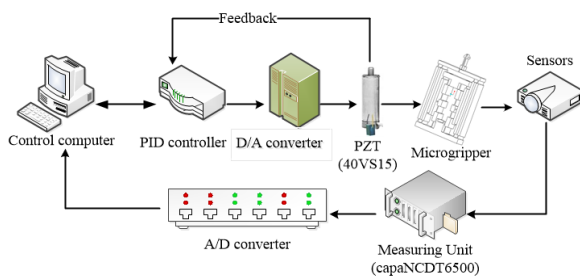 Feedback
Sensors
Control computer
PID controller
D/A converter
PZT
(40VS15)
Microgripper
A/D converter
Measuring Unit
(capaNCDT6500)